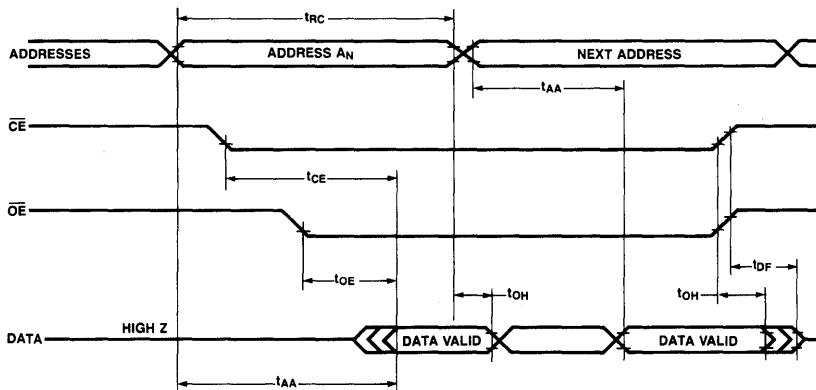 tRC
ADDRESSES ADDRESS AN NEXT ADDRESS
tAA
CE
tCE
OE
tOE tOH tOH tDF
DATA HIGH Z DATA VALID DATA VALID
tAA